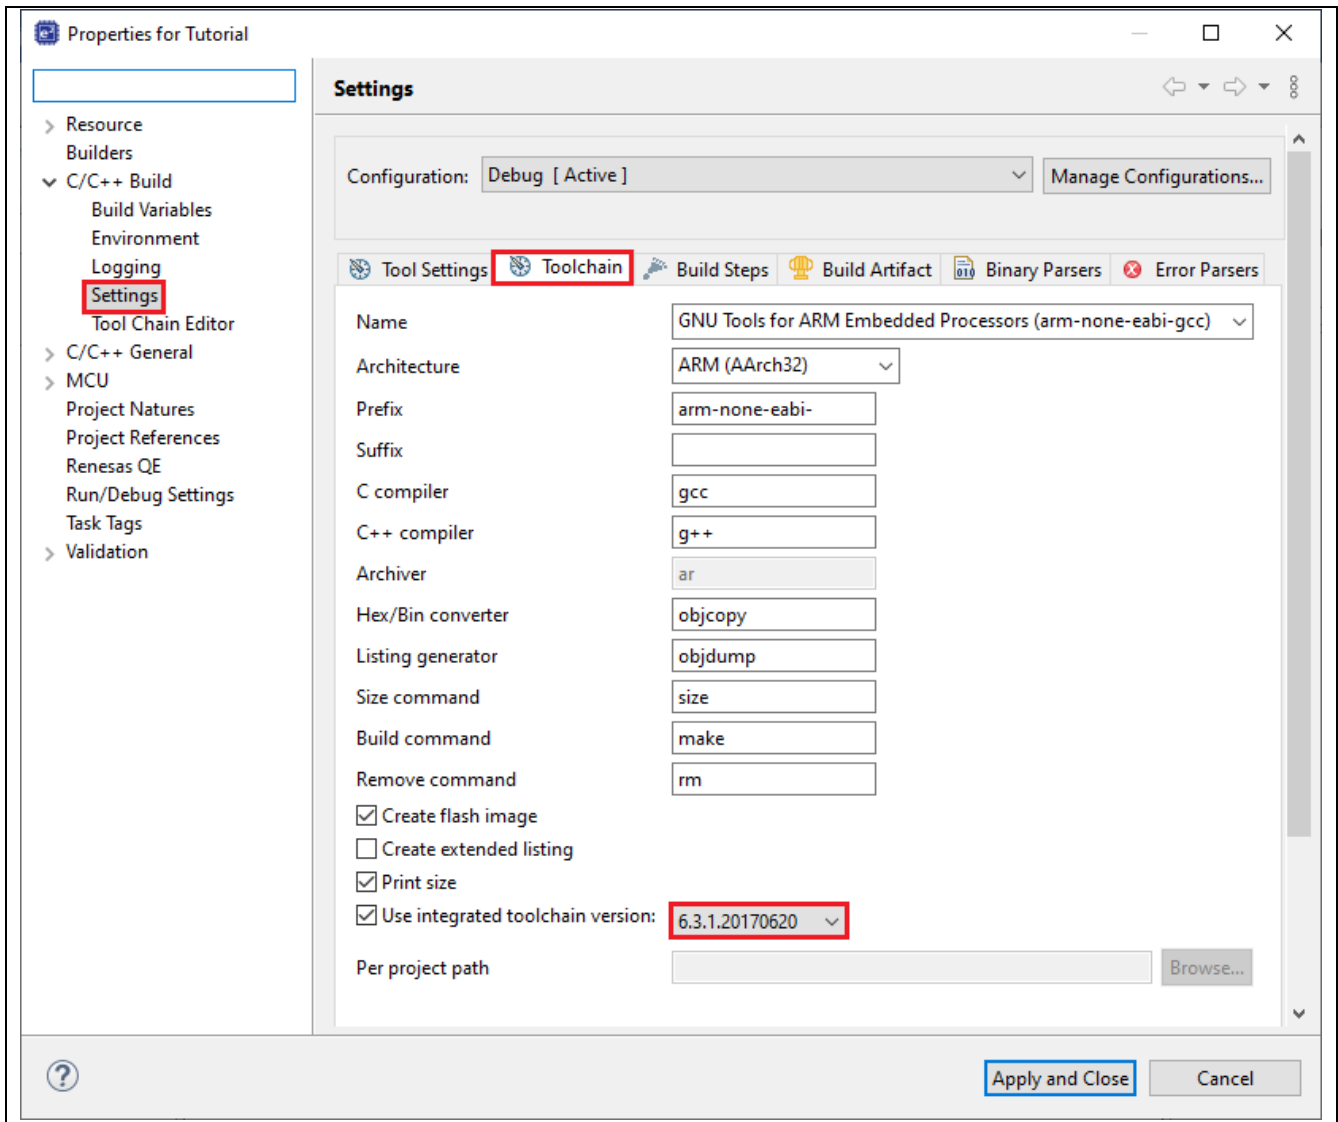 Properties for Tutorial
Settings
Resource
Builders
C/C++ Build
Build Variables
Environment
Logging
Settings
Tool Chain Editor
C/C++ General
MCU
Project Natures
Project References
Renesas QE
Run/Debug Settings
Task Tags
Validation
Configuration: Debug [ Active ] Manage Configurations...
Tool Settings Toolchain Build Steps Build Artifact 010 Binary Parsers Error Parsers
Name GNU Tools for ARM Embedded Processors (arm-none-eabi-gcc)
Architecture ARM (AArch32)
Prefix arm-none-eabi-
Suffix
C compiler gcc
C++ compiler g++
Archiver ar
Hex/Bin converter objcopy
Listing generator objdump
Size command size
Build command make
Remove command rm
Create flash image
Create extended listing
Print size
Use integrated toolchain version: 6.3.1.20170620
Per project path Browse...
? Apply and Close Cancel